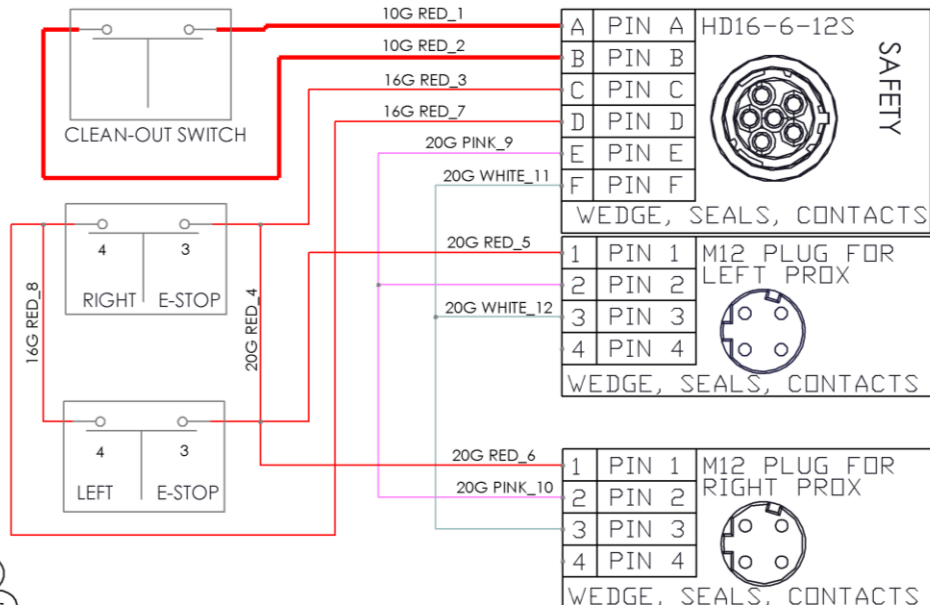 10G RED_1
10G RED_2
16G RED_3
16G RED_7
20G PINK_9
20G WHITE_11
CLEAN-OUT SWITCH
A PIN A HD16-6-12S
B PIN B
C PIN C
D PIN D
E PIN E
F PIN F
SAFETY
WEDGE, SEALS, CONTACTS
4 3
RIGHT E-STOP
16G RED_8
20G RED_4
20G RED_5
20G WHITE_12
1 PIN 1 M12 PLUG FOR
2 PIN 2 LEFT PROX
3 PIN 3
4 PIN 4
WEDGE, SEALS, CONTACTS
4 3
LEFT E-STOP
20G RED_6
20G PINK_10
1 PIN 1 M12 PLUG FOR
2 PIN 2 RIGHT PROX
3 PIN 3
4 PIN 4
WEDGE, SEALS, CONTACTS